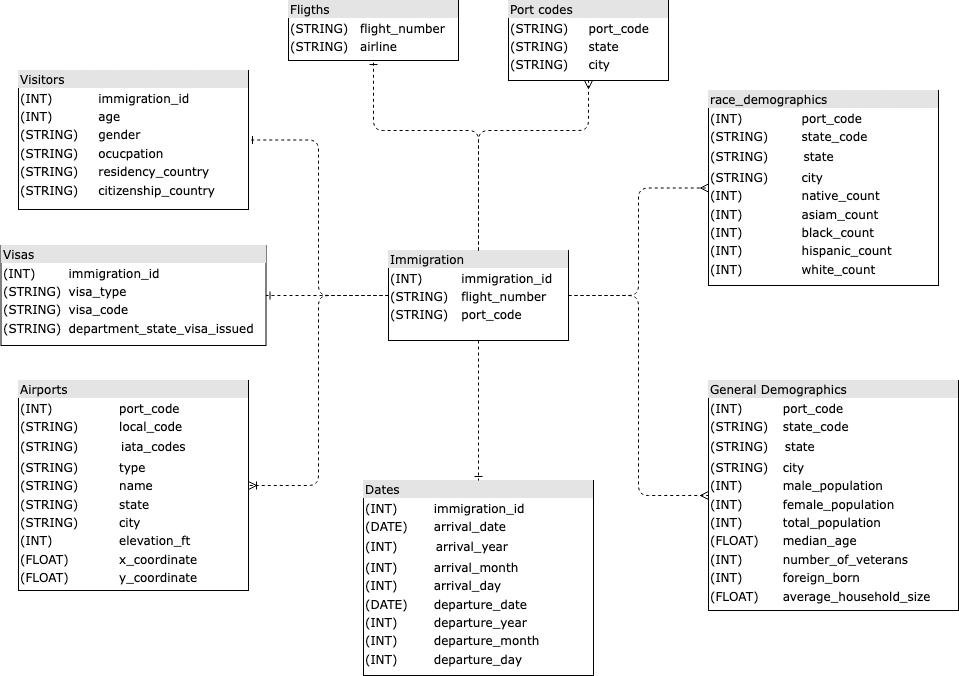 Fligths
(STRING) flight_number
(STRING) airline
Port codes
(STRING) port_code
(STRING) state
(STRING) city
Visitors
(INT) immigration_id
(INT) age
(STRING) gender
(STRING) ocucpation
(STRING) residency_country
(STRING) citizenship_country
race_demographics
(INT) port_code
(STRING) state_code
(STRING) state
(STRING) city
(INT) native_count
(INT) asiam_count
(INT) black_count
(INT) hispanic_count
(INT) white_count
Visas
(INT) immigration_id
(STRING) visa_type
(STRING) visa_code
(STRING) department_state_visa_issued
Immigration
(INT) immigration_id
(STRING) flight_number
(STRING) port_code
Airports
(INT) port_code
(STRING) local_code
(STRING) iata_codes
(STRING) type
(STRING) name
(STRING) state
(STRING) city
(INT) elevation_ft
(FLOAT) x_coordinate
(FLOAT) y_coordinate
Dates
(INT) immigration_id
(DATE) arrival_date
(INT) arrival_year
(INT) arrival_month
(INT) arrival_day
(DATE) departure_date
(INT) departure_year
(INT) departure_month
(INT) departure_day
General Demographics
(INT) port_code
(STRING) state_code
(STRING) state
(STRING) city
(INT) male_population
(INT) female_population
(INT) total_population
(FLOAT) median_age
(INT) number_of_veterans
(INT) foreign_born
(FLOAT) average_household_size